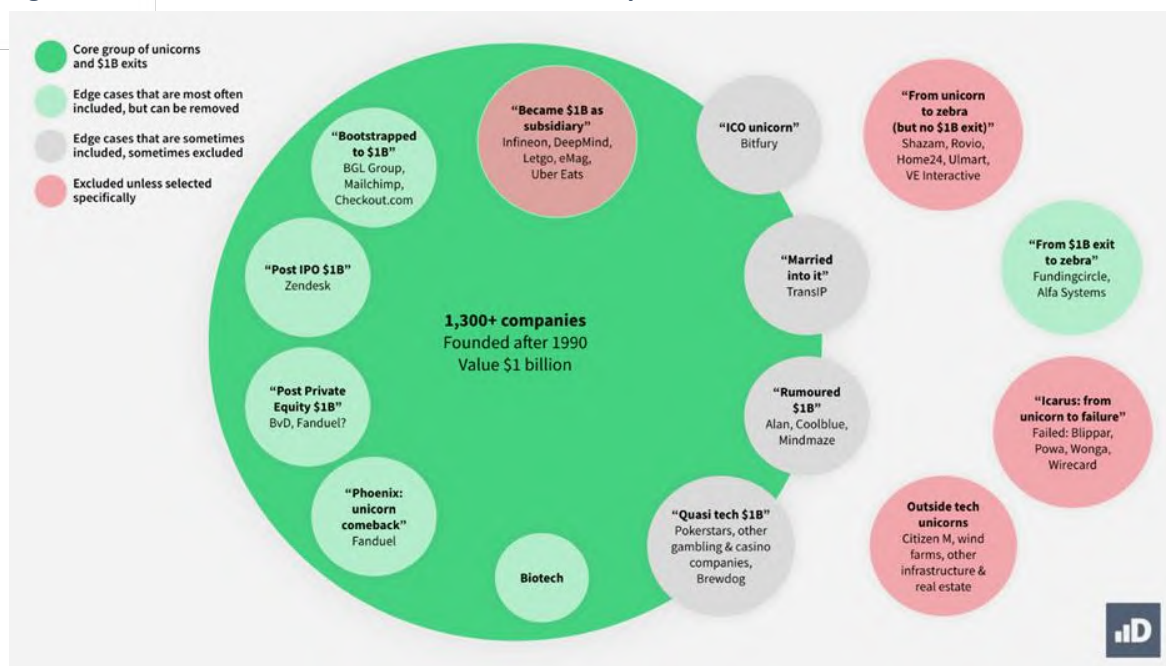 Core group of unicorns
and $1B exits
Edge cases that are most often
included, but can be removed
Edge cases that are sometimes
included, sometimes excluded
Excluded unless selected
specifically
“Bootstrapped
to $1B”
BGL Group,
Mailchimp,
Checkout.com
“Became $1B as
subsidiary”
Infineon, DeepMind,
Letgo, eMag,
Uber Eats
“ICO unicorn”
Bitfury
“From unicorn
to zebra
(but no $1B exit)”
Shazam, Rovio,
Home24, Ulmart,
VE Interactive
“Post IPO $1B”
Zendesk
“Married
into it”
TransIP
“From $1B exit
to zebra”
Fundingcircle,
Alfa Systems
1,300+ companies
Founded after 1990
Value $1 billion
“Post Private
Equity $1B”
BvD, Fanduel?
“Rumoured
$1B”
Alan, Coolblue,
Mindmaze
“Icarus: from
unicorn to failure”
Failed: Blippar,
Powa, Wonga,
Wirecard
“Phoenix:
unicorn
comeback”
Fanduel
Biotech
“Quasi tech $1B”
Pokerstars, other
gambling & casino
companies,
Brewdog
Outside tech
unicorns
Citizen M, wind
farms, other
infrastructure &
real estate
D